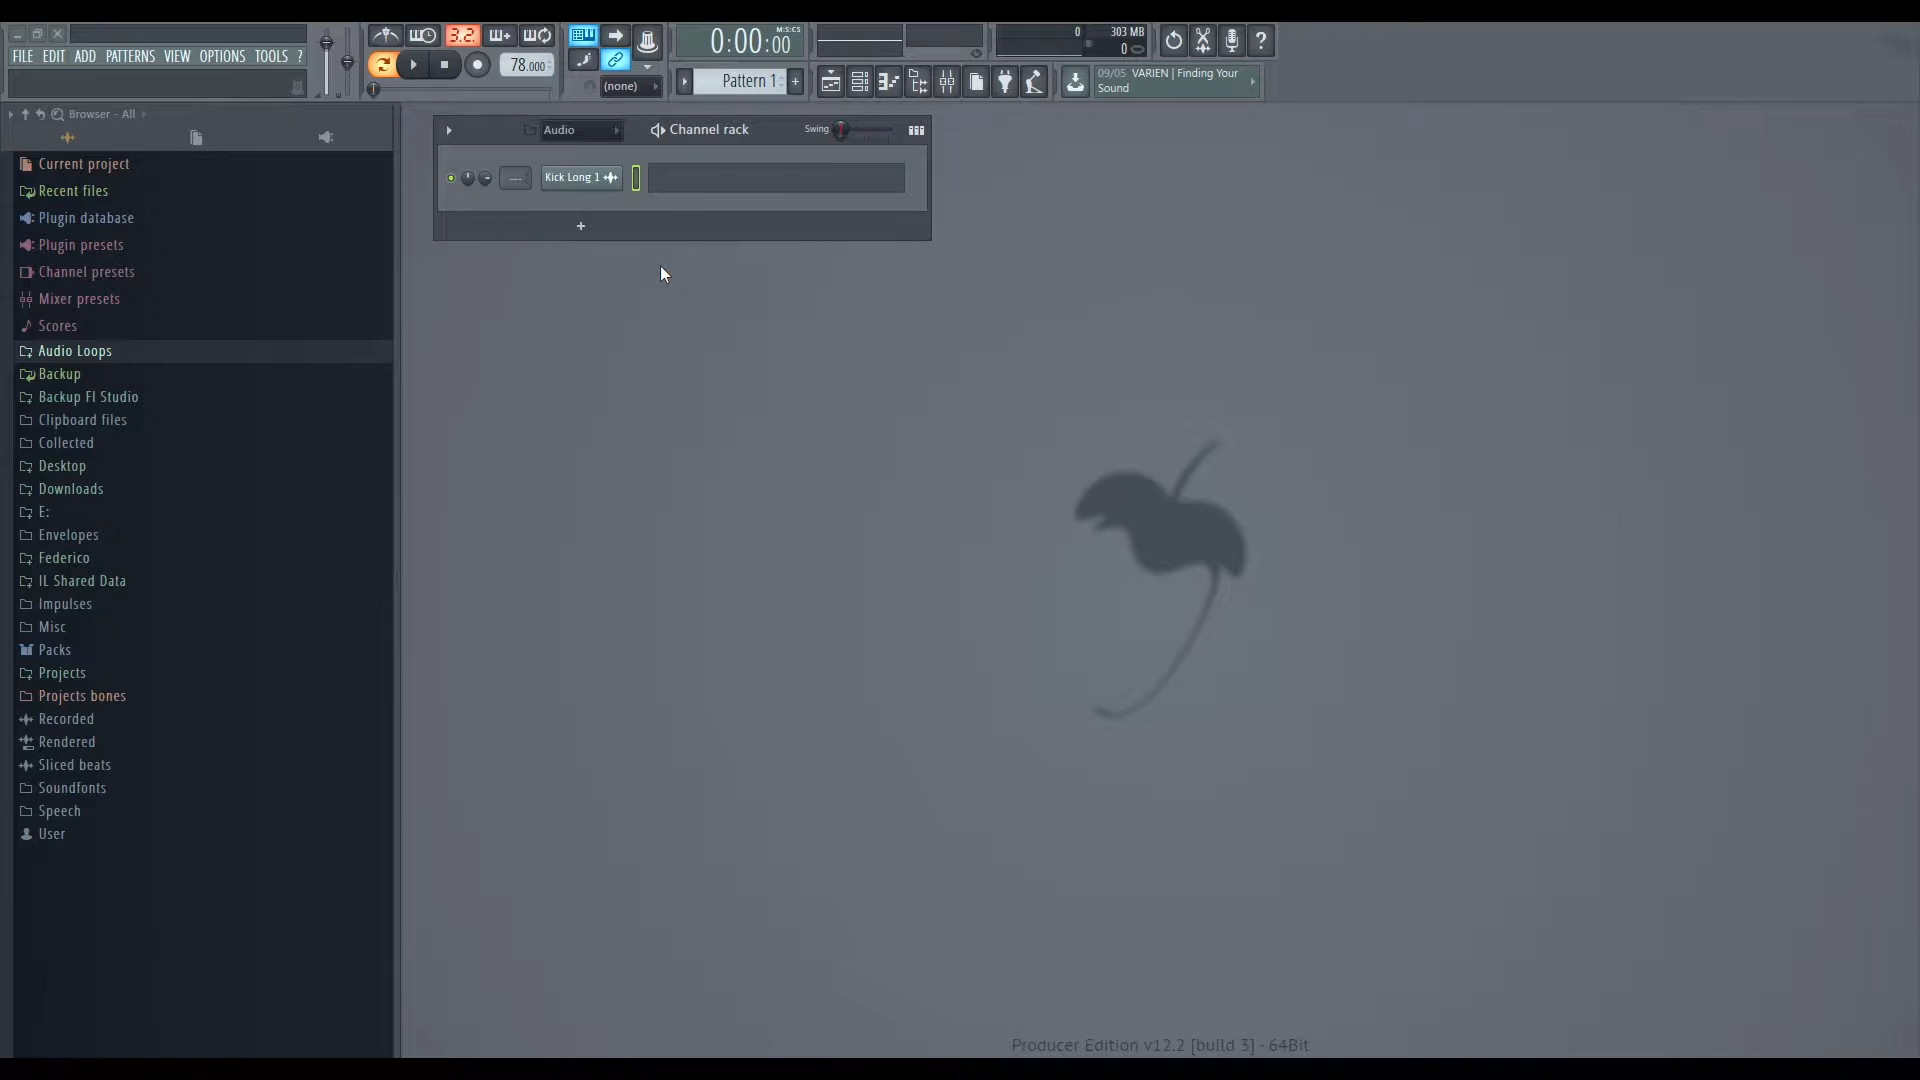 FILE EDIT ADD PATTERNS VIEW OPTIONS TOOLS ?
3.2
78.000
(none)
M:S:CS
0:00:00
Pattern 1
+
0
303 MB
0
?
09/05 VARIEN | Finding Your
Sound
Browser - All
Current project
Recent files
Plugin database
Plugin presets
Channel presets
Mixer presets
Scores
Audio Loops
Backup
Backup Fl Studio
Clipboard files
Collected
Desktop
Downloads
E:
Envelopes
Federico
IL Shared Data
Impulses
Misc
Packs
Projects
Projects bones
Recorded
Rendered
Sliced beats
Soundfonts
Speech
User
Audio
Channel rack
Swing
---
Kick Long 1
+
Producer Edition v12.2 [build 3] - 64Bit